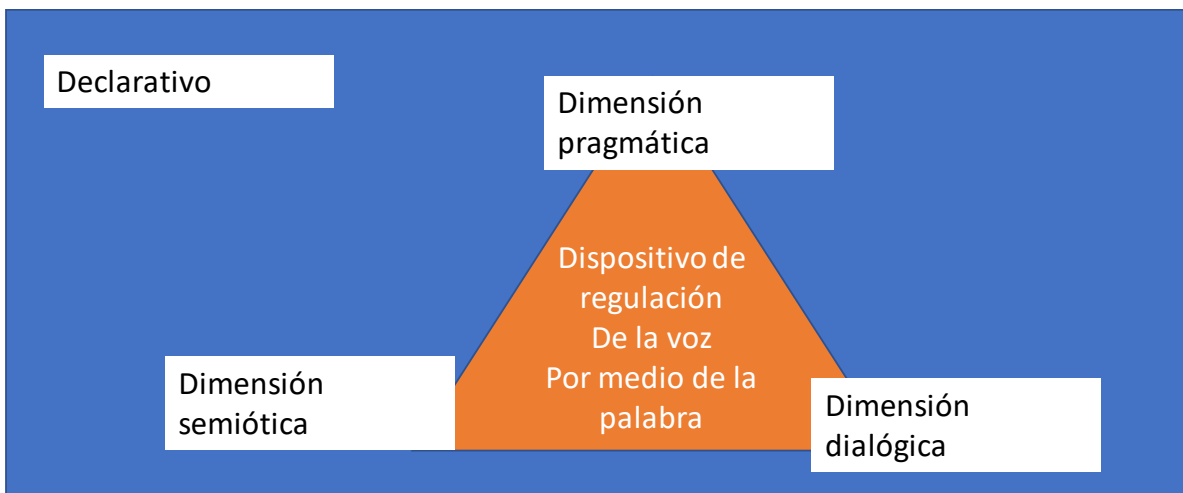 Declarativo
Dimensión
pragmática
Dispositivo de
regulación
De la voz
Por medio de la
palabra
Dimensión
semiótica
Dimensión
dialógica